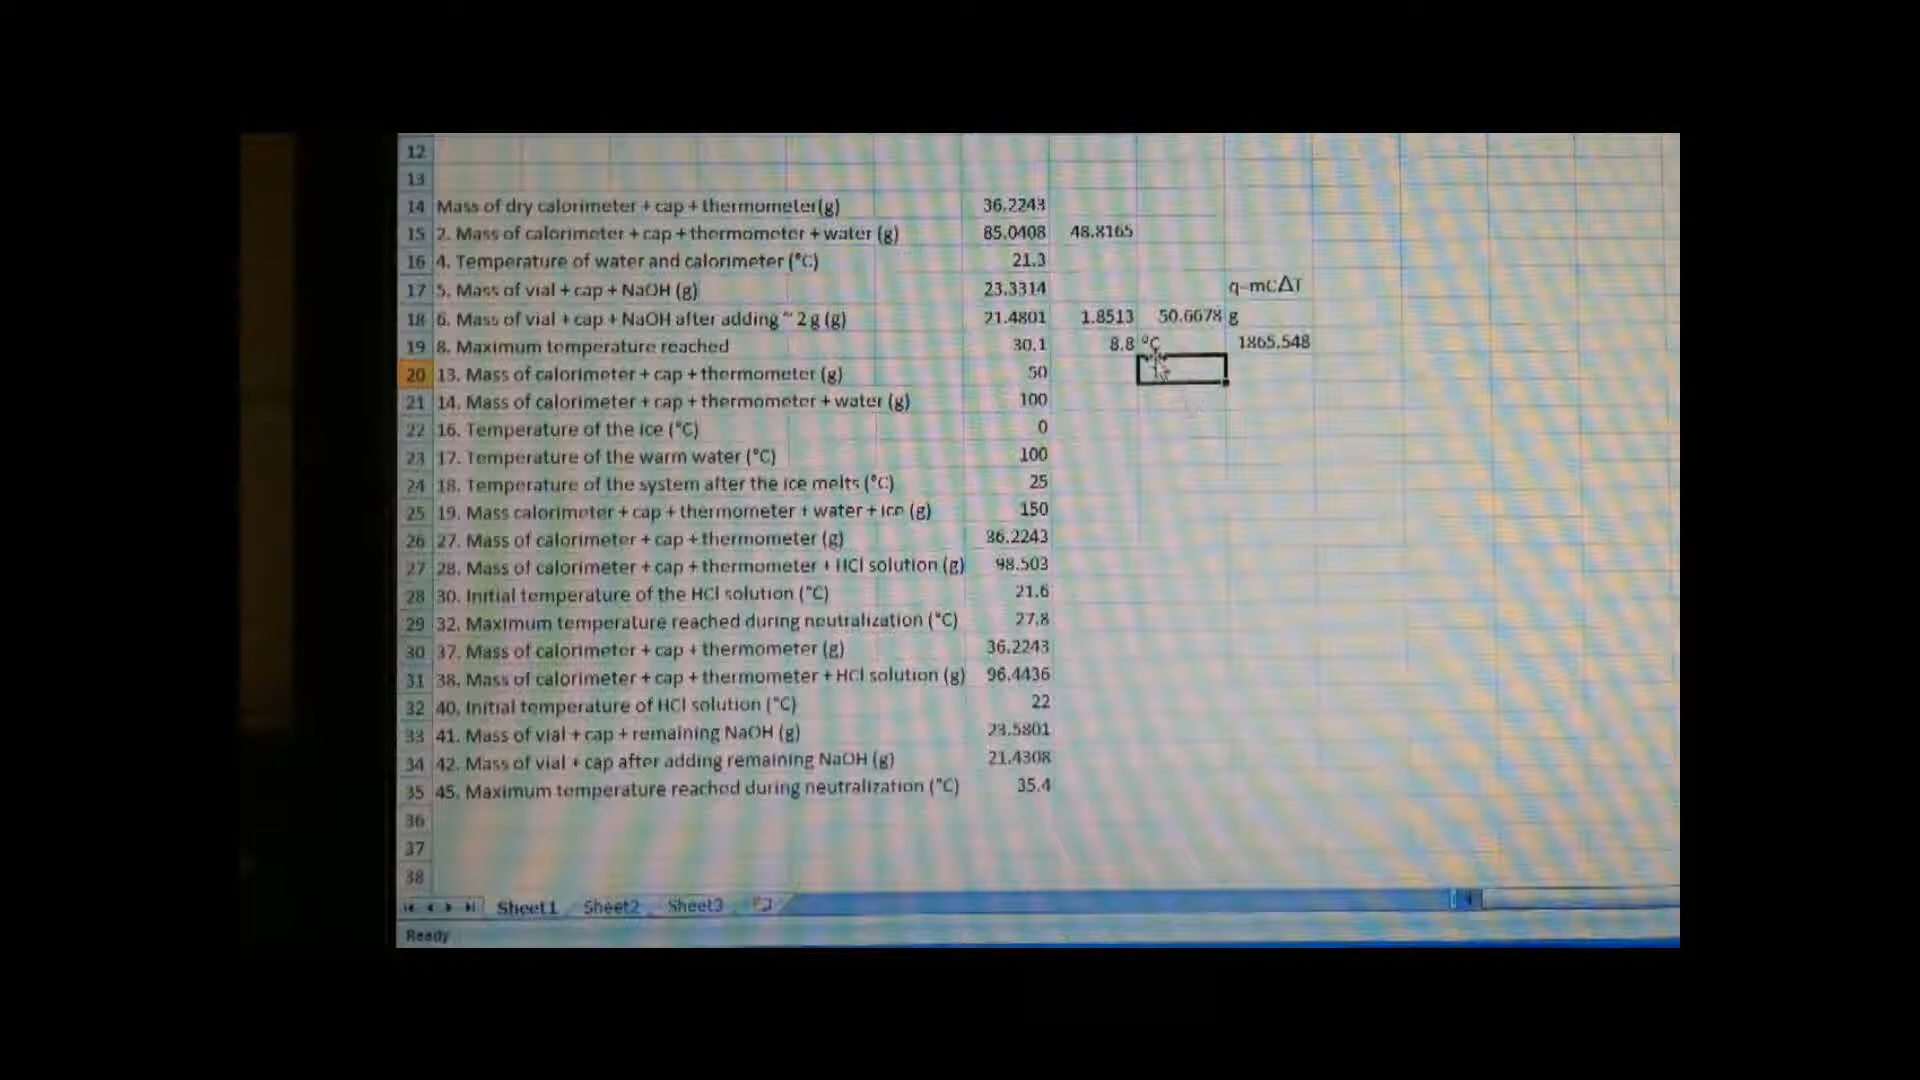 12
13
14 Mass of dry calorimeter + cap + thermometer(g) 36.2243
15 2. Mass of calorimeter + cap + thermometer + water (g) 85.0408 48.8165
16 4. Temperature of water and calorimeter (°C) 21.3
17 5. Mass of vial + cap + NaOH (g) 23.3314 q=mCΔT
18 6. Mass of vial + cap + NaOH after adding ~ 2 g (g) 21.4801 1.8513 50.6678 g
19 8. Maximum temperature reached 30.1 8.8 °C 1865.548
20 13. Mass of calorimeter + cap + thermometer (g) 50
21 14. Mass of calorimeter + cap + thermometer + water (g) 100
22 16. Temperature of the ice (°C) 0
23 17. Temperature of the warm water (°C) 100
24 18. Temperature of the system after the ice melts (°C) 25
25 19. Mass calorimeter + cap + thermometer + water + ice (g) 150
26 27. Mass of calorimeter + cap + thermometer (g) 36.2243
27 28. Mass of calorimeter + cap + thermometer + HCl solution (g) 98.503
28 30. Initial temperature of the HCl solution (°C) 21.6
29 32. Maximum temperature reached during neutralization (°C) 27.8
30 37. Mass of calorimeter + cap + thermometer (g) 36.2243
31 38. Mass of calorimeter + cap + thermometer + HCl solution (g) 96.4436
32 40. Initial temperature of HCl solution (°C) 22
33 41. Mass of vial + cap + remaining NaOH (g) 23.5801
34 42. Mass of vial + cap after adding remaining NaOH (g) 21.4308
35 45. Maximum temperature reached during neutralization (°C) 35.4
36
37
38
Sheet1 Sheet2 Sheet3
Ready